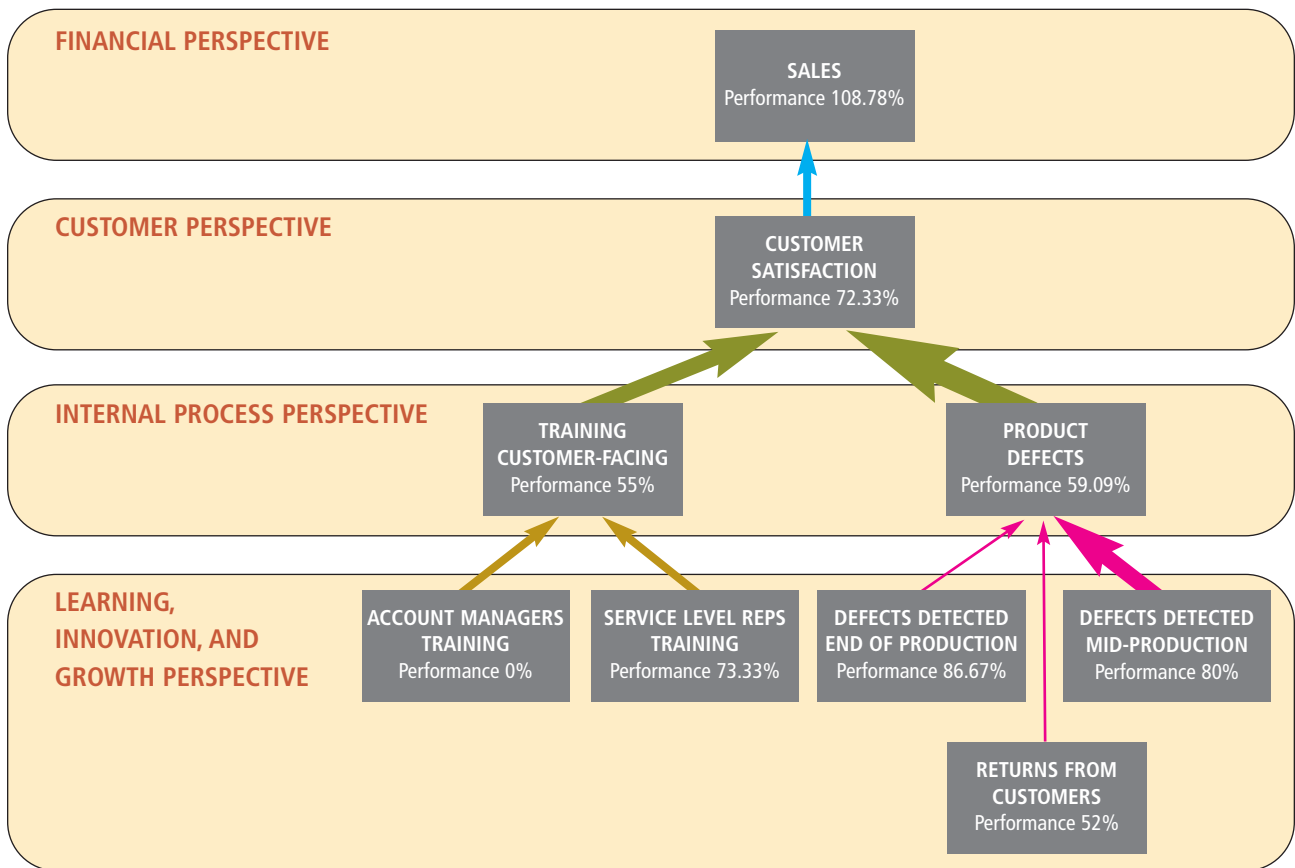 FINANCIAL PERSPECTIVE
SALES
Performance 108.78%
CUSTOMER PERSPECTIVE
CUSTOMER
SATISFACTION
Performance 72.33%
INTERNAL PROCESS PERSPECTIVE
TRAINING
CUSTOMER-FACING
Performance 55%
PRODUCT
DEFECTS
Performance 59.09%
LEARNING,
INNOVATION, AND
GROWTH PERSPECTIVE
ACCOUNT MANAGERS
TRAINING
Performance 0%
SERVICE LEVEL REPS
TRAINING
Performance 73.33%
DEFECTS DETECTED
END OF PRODUCTION
Performance 86.67%
DEFECTS DETECTED
MID-PRODUCTION
Performance 80%
RETURNS FROM
CUSTOMERS
Performance 52%